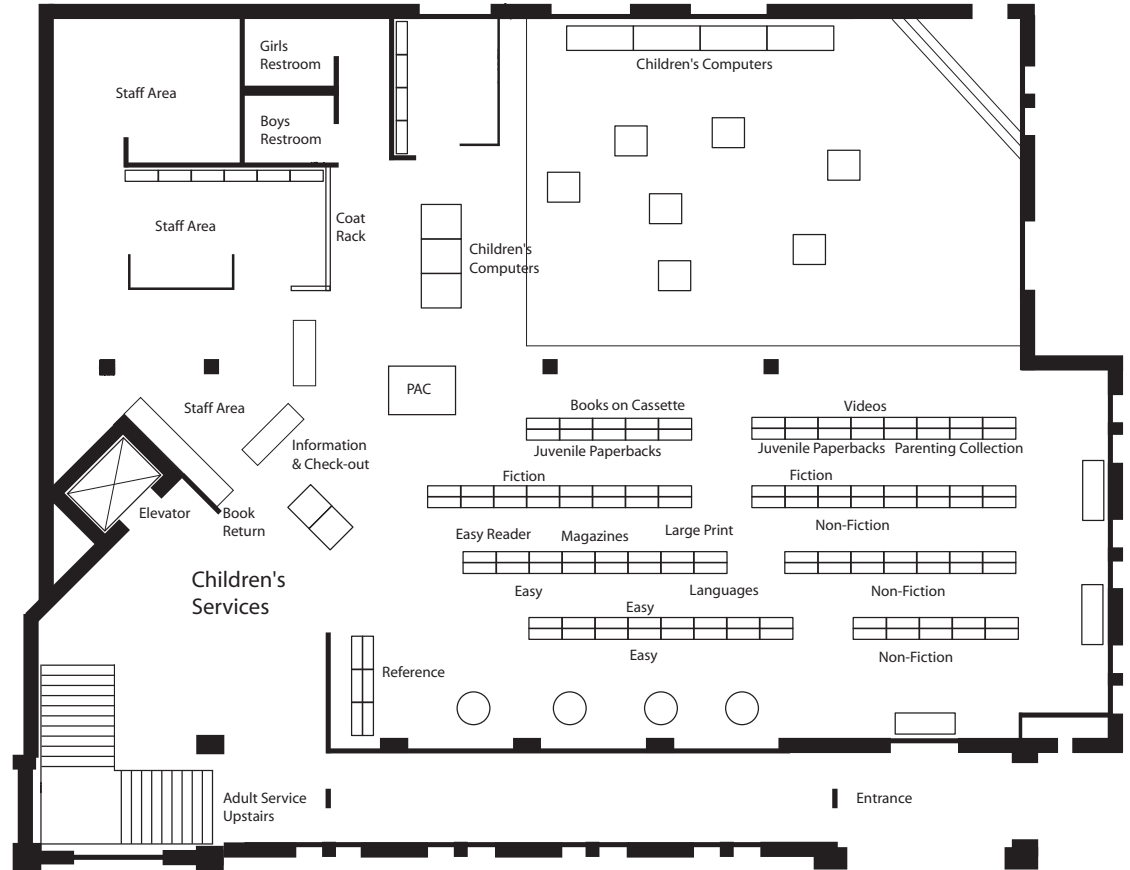 Girls
Restroom
Staff Area
Boys
Restroom
Children's Computers
Staff Area
Coat
Rack
Children's
Computers
PAC
Staff Area
Books on Cassette
Videos
Information
& Check-out
Juvenile Paperbacks
Juvenile Paperbacks
Parenting Collection
Fiction
Fiction
Elevator
Book
Return
Easy Reader
Magazines
Large Print
Non-Fiction
Children's
Services
Easy
Languages
Non-Fiction
Easy
Easy
Non-Fiction
Reference
Adult Service
Upstairs
Entrance